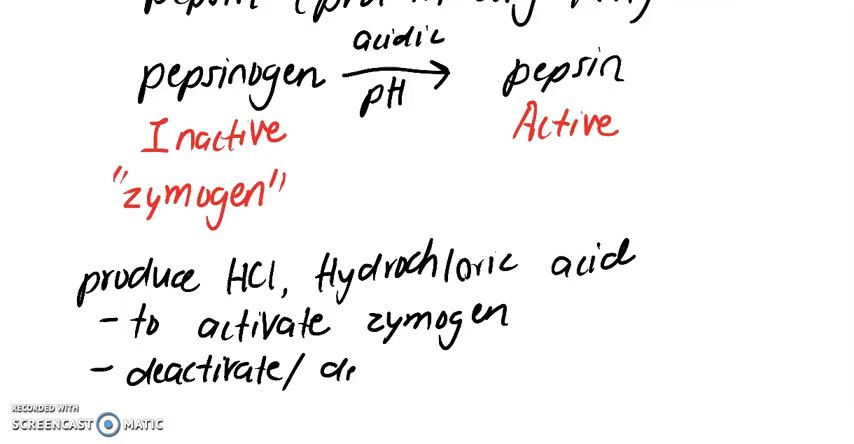 pepsinogen acidic pH → pepsin
Inactive Active
"zymogen"
produce HCl, Hydrochloric acid
- to activate zymogen
- deactivate/ de
RECORDED WITH
SCREENCAST MATIC